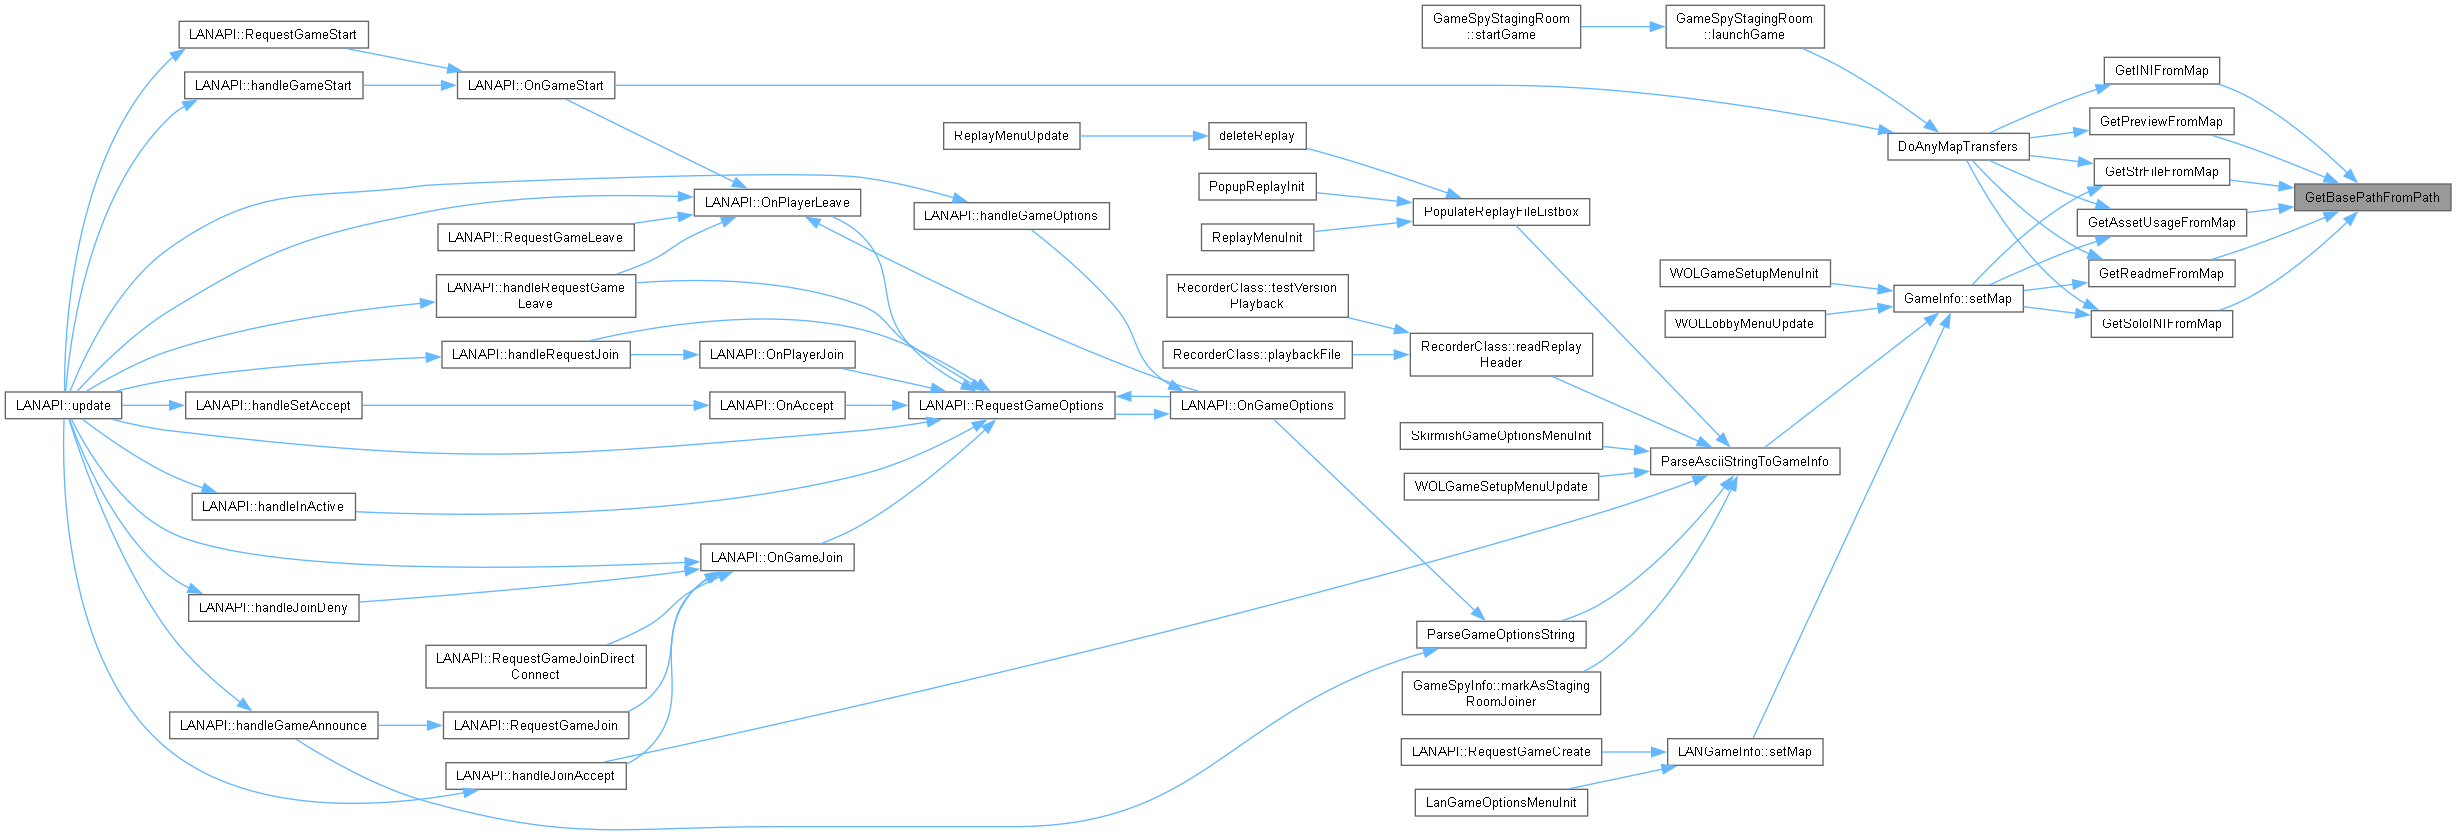 LANAPI::RequestGameStart
LANAPI::handleGameStart
LANAPI::OnGameStart
GameSpyStagingRoom
::startGame
GameSpyStagingRoom
::launchGame
GetINIFromMap
GetPreviewFromMap
DoAnyMapTransfers
GetStrFileFromMap
GetBasePathFromPath
GetAssetUsageFromMap
GetReadmeFromMap
GetSoloINIFromMap
ReplayMenuUpdate
deleteReplay
PopupReplayInit
PopulateReplayFileListbox
ReplayMenuInit
LANAPI::OnPlayerLeave
LANAPI::handleGameOptions
LANAPI::RequestGameLeave
LANAPI::handleRequestGame
Leave
RecorderClass::testVersion
Playback
WOLGameSetupMenuInit
GameInfo::setMap
WOLLobbyMenuUpdate
LANAPI::handleRequestJoin
LANAPI::OnPlayerJoin
RecorderClass::playbackFile
RecorderClass::readReplay
Header
LANAPI::update
LANAPI::handleSetAccept
LANAPI::OnAccept
LANAPI::RequestGameOptions
LANAPI::OnGameOptions
SkirmishGameOptionsMenuInit
ParseAsciiStringToGameInfo
WOLGameSetupMenuUpdate
LANAPI::handleInActive
LANAPI::OnGameJoin
LANAPI::handleJoinDeny
LANAPI::RequestGameJoinDirect
Connect
ParseGameOptionsString
GameSpyInfo::markAsStaging
RoomJoiner
LANAPI::handleGameAnnounce
LANAPI::RequestGameJoin
LANAPI::handleJoinAccept
LANAPI::RequestGameCreate
LANGameInfo::setMap
LanGameOptionsMenuInit